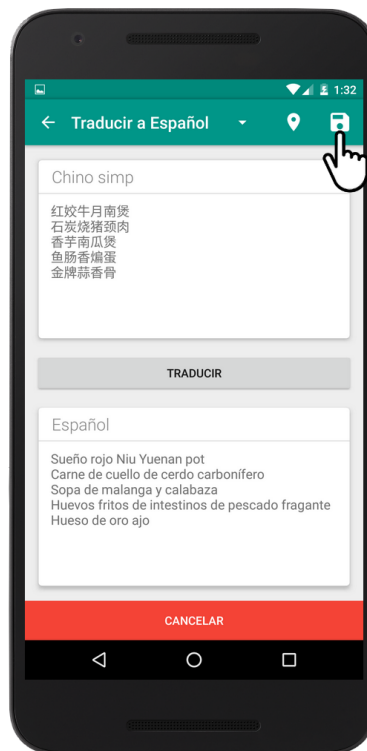 1:32
Traducir a Español
Chino simp
红姣牛月南煲
石炭烧猪颈肉
香芋南瓜煲
鱼肠香煸蛋
金牌蒜香骨
TRADUCIR
Español
Sueño rojo Niu Yuenan pot
Carne de cuello de cerdo carbonífero
Sopa de malanga y calabaza
Huevos fritos de intestinos de pescado fragante
Hueso de oro ajo
CANCELAR